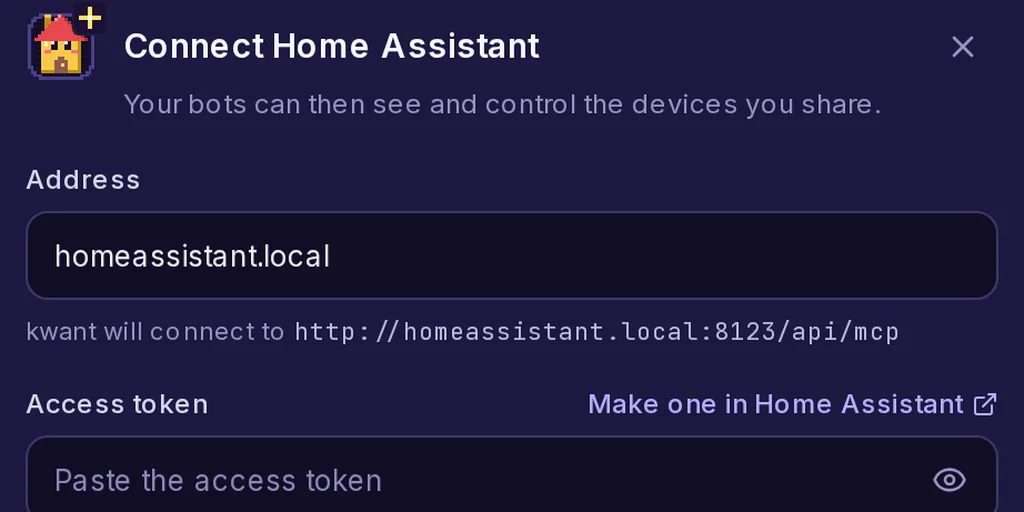 Connect Home Assistant
Your bots can then see and control the devices you share.
Address
homeassistant.local
kwant will connect to http://homeassistant.local:8123/api/mcp
Access token
Make one in Home Assistant
Paste the access token